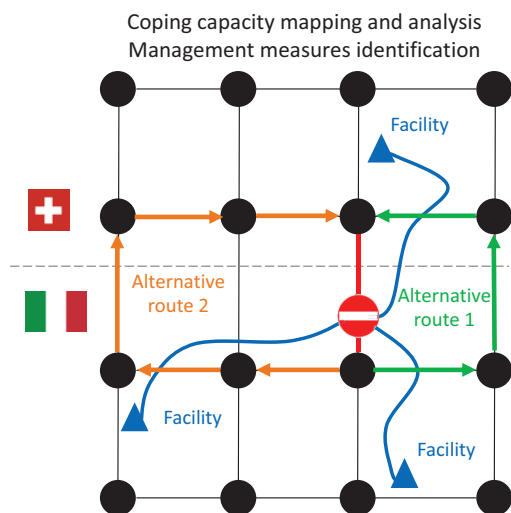 Coping capacity mapping and analysis
Management measures identification
Facility
Alternative
route 2
Alternative
route 1
Facility
Facility